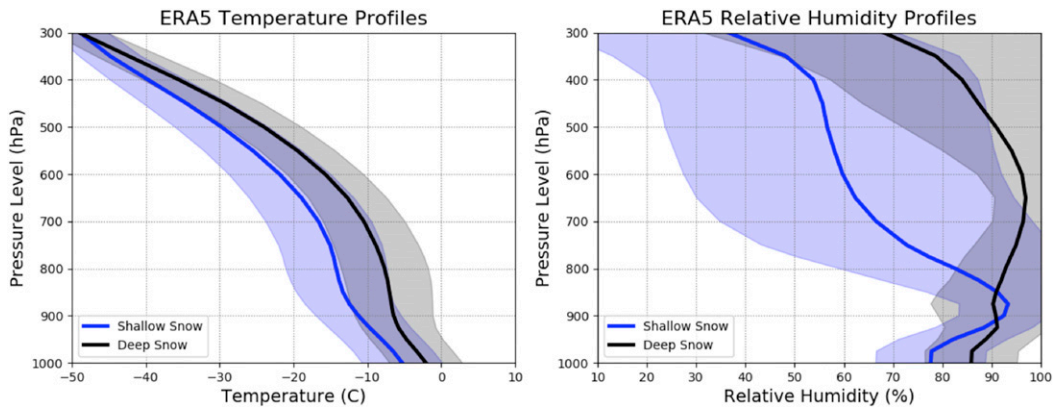 ERA5 Temperature Profiles
300
400
500
600
700
800
900
1000
Pressure Level (hPa)
Shallow Snow
Deep Snow
−50 −40 −30 −20 −10 0 10
Temperature (C)
ERA5 Relative Humidity Profiles
300
400
500
600
700
800
900
1000
Pressure Level (hPa)
Shallow Snow
Deep Snow
10 20 30 40 50 60 70 80 90 100
Relative Humidity (%)